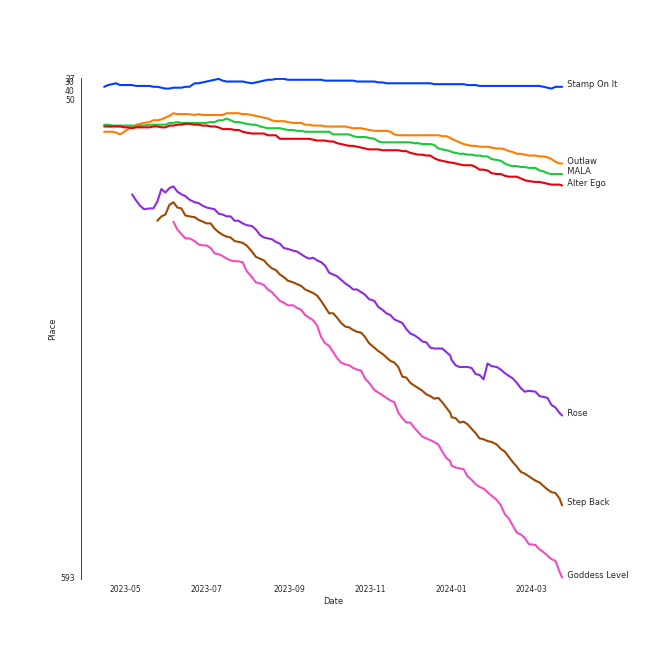 27
30
40
50
593
Place
2023-05
2023-07
2023-09
2023-11
2024-01
2024-03
Date
Stamp On It
Outlaw
MALA
Alter Ego
Rose
Step Back
Goddess Level